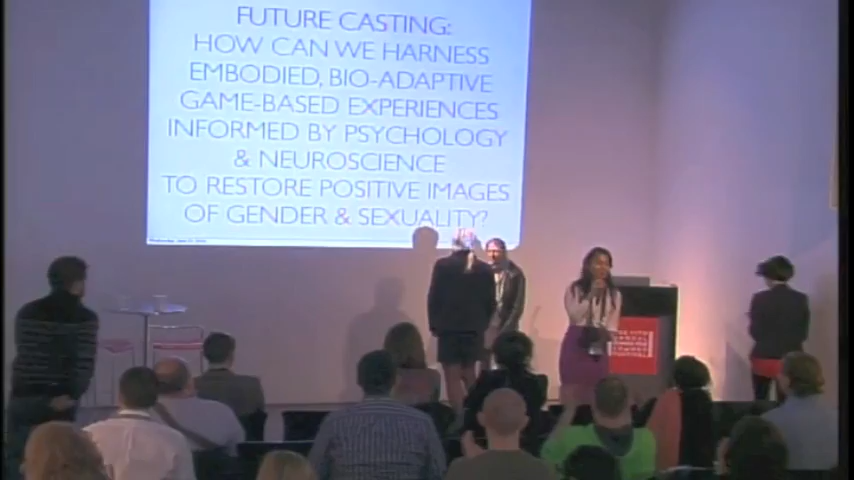 FUTURE CASTING:
HOW CAN WE HARNESS
EMBODIED, BIO-ADAPTIVE
GAME-BASED EXPERIENCES
INFORMED BY PSYCHOLOGY
& NEUROSCIENCE
TO RESTORE POSITIVE IMAGES
OF GENDER & SEXUALITY?